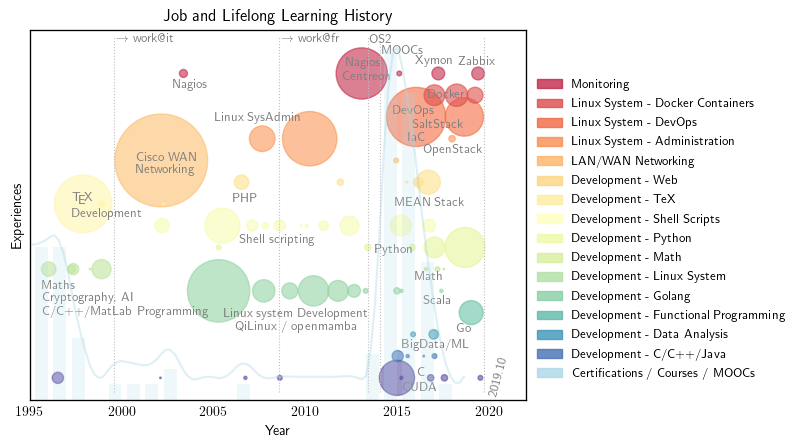 Job and Lifelong Learning History
→ work@it
→ work@fr
OS2
MOOCs
Nagios
Nagios
Centreon
Xymon
Zabbix
Docker
DevOps
SaltStack
IaC
Linux SysAdmin
OpenStack
Cisco WAN
Networking
PHP
MEAN Stack
TEX
Development
Shell scripting
Python
Maths
Cryptography, AI
C/C++/MatLab Programming
Math
Linux system Development
QiLinux / openmamba
Scala
Go
BigData/ML
C
CUDA
2019.10
Experiences
1995
2000
2005
2010
2015
2020
Year
Monitoring
Linux System - Docker Containers
Linux System - DevOps
Linux System - Administration
LAN/WAN Networking
Development - Web
Development - TeX
Development - Shell Scripts
Development - Python
Development - Math
Development - Linux System
Development - Golang
Development - Functional Programming
Development - Data Analysis
Development - C/C++/Java
Certifications / Courses / MOOCs